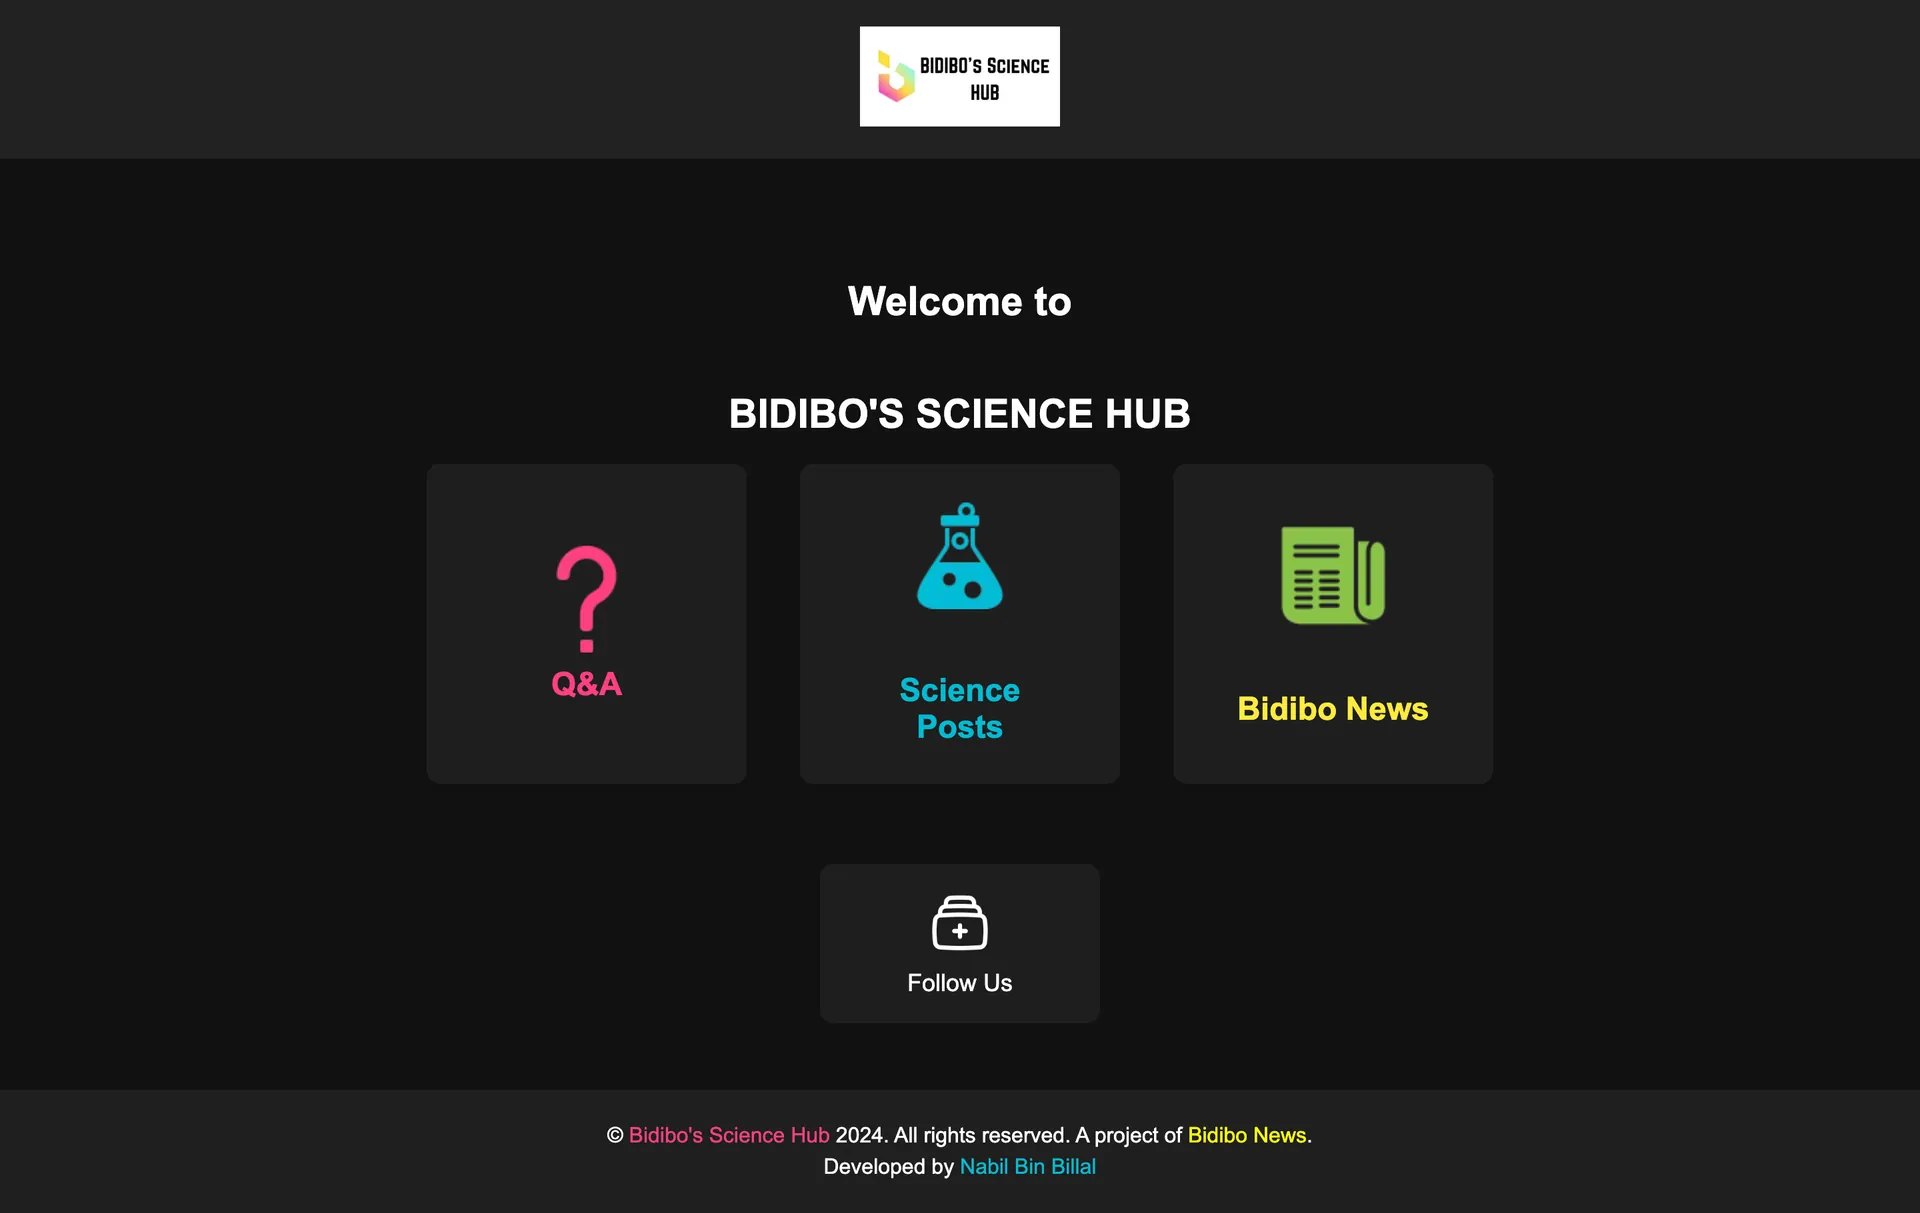 BIDIBO'S SCIENCE
HUB
Welcome to
BIDIBO'S SCIENCE HUB
Q&A
Science
Posts
Bidibo News
Follow Us
© Bidibo's Science Hub 2024. All rights reserved. A project of Bidibo News.
Developed by Nabil Bin Billal